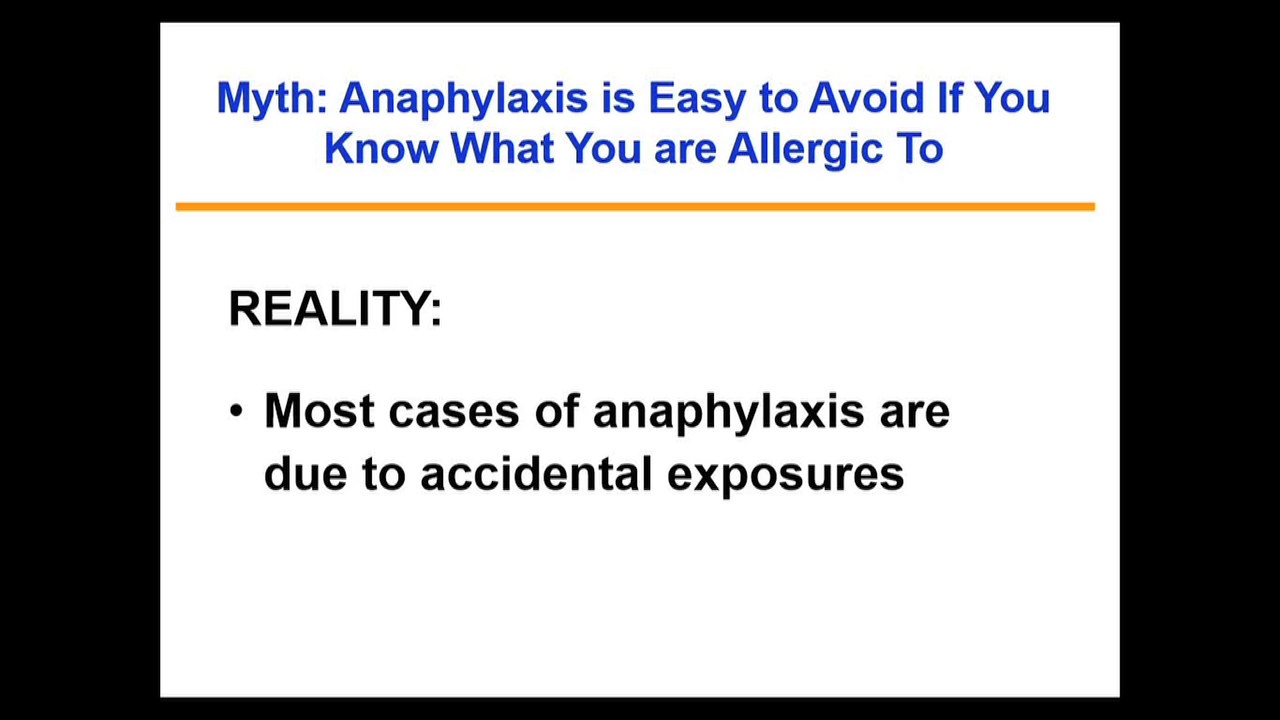 Myth: Anaphylaxis is Easy to Avoid If You
Know What You are Allergic To
REALITY:
• Most cases of anaphylaxis are
due to accidental exposures